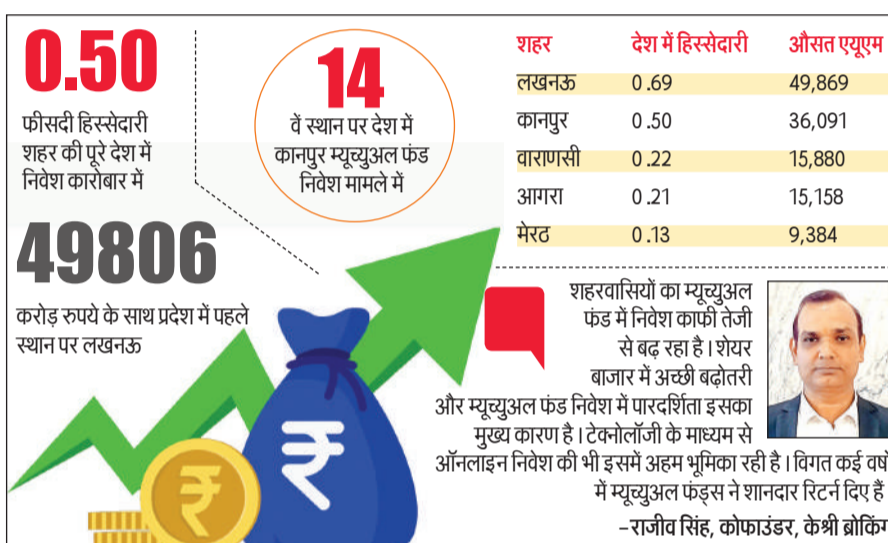 0.50
फीसदी हिस्सेदारी
शहर की पूरे देश में
निवेश कारोबार में
14
वें स्थान पर देश में
कानपुर म्यूच्युअल फंड
निवेश मामले में
49806
करोड़ रुपये के साथ प्रदेश में पहले
स्थान पर लखनऊ
शहर देश में हिस्सेदारी औसत एयूएम
लखनऊ 0.69 49,869
कानपुर 0.50 36,091
वाराणसी 0.22 15,880
आगरा 0.21 15,158
मेरठ 0.13 9,384
शहरवासियों का म्यूच्युअल
फंड में निवेश काफी तेजी
से बढ़ रहा है। शेयर
बाजार में अच्छी बढ़ोतरी
और म्यूच्युअल फंड निवेश में पारदर्शिता इसका
मुख्य कारण है। टेक्नोलॉजी के माध्यम से
ऑनलाइन निवेश की भी इसमें अहम भूमिका रही है। विगत कई वर्षों
में म्यूच्युअल फंड्स ने शानदार रिटर्न दिए हैं
–राजीव सिंह, कोफाउंडर, केश्री ब्रोकिंग
₹
₹